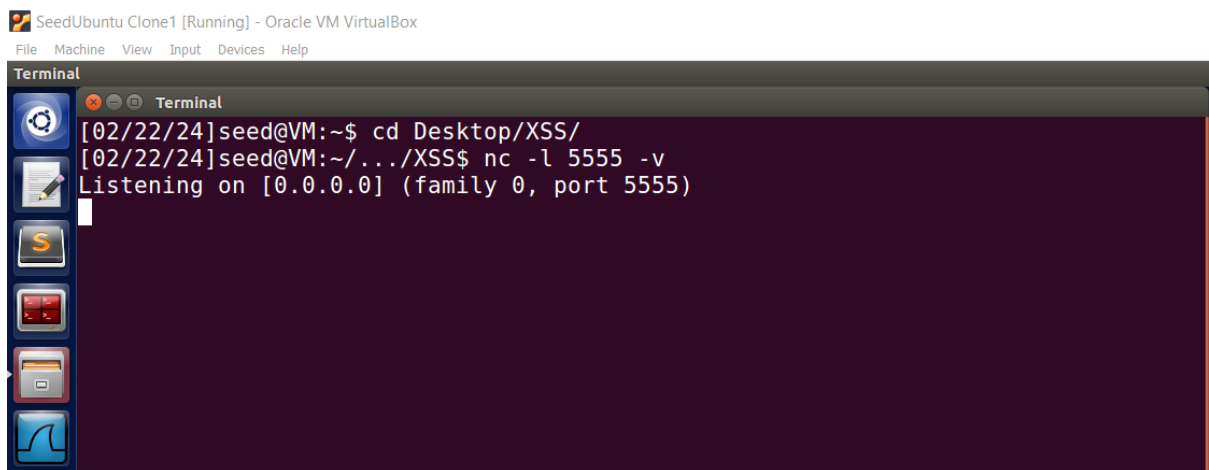 SeedUbuntu Clone1 [Running] - Oracle VM VirtualBox
File Machine View Input Devices Help
Terminal
Terminal
[02/22/24]seed@VM:~$ cd Desktop/XSS/
[02/22/24]seed@VM:~/.../XSS$ nc -l 5555 -v
Listening on [0.0.0.0] (family 0, port 5555)